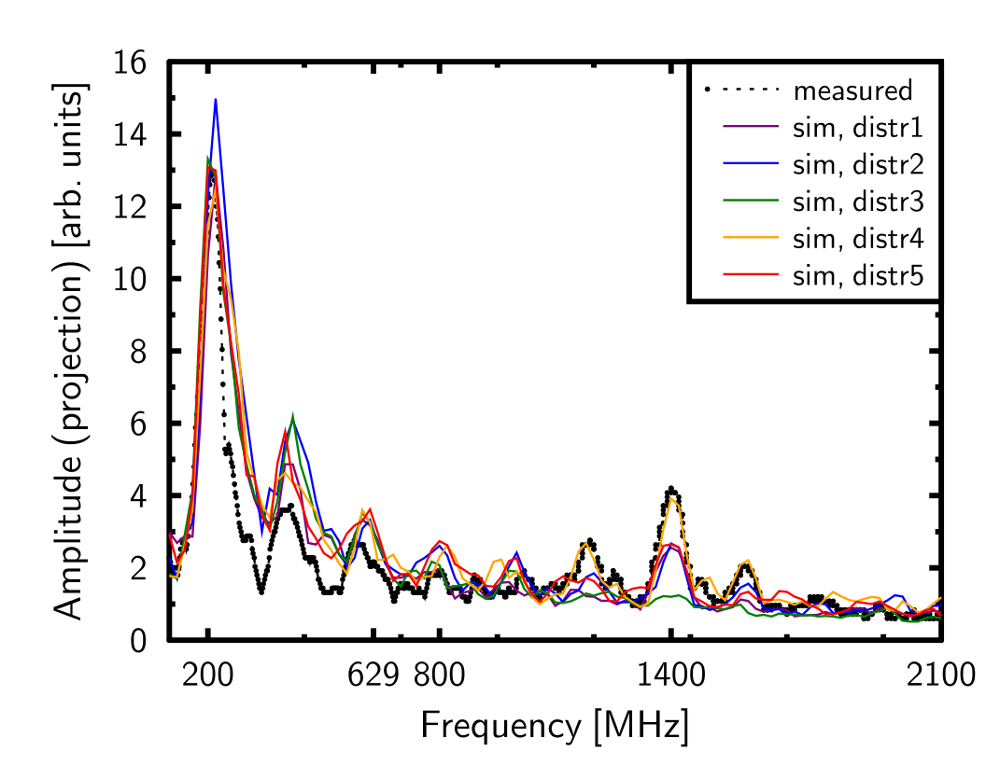 16
14
12
10
8
6
4
2
0
Amplitude (projection) [arb. units]
measured
sim, distr1
sim, distr2
sim, distr3
sim, distr4
sim, distr5
200 629 800 1400 2100
Frequency [MHz]